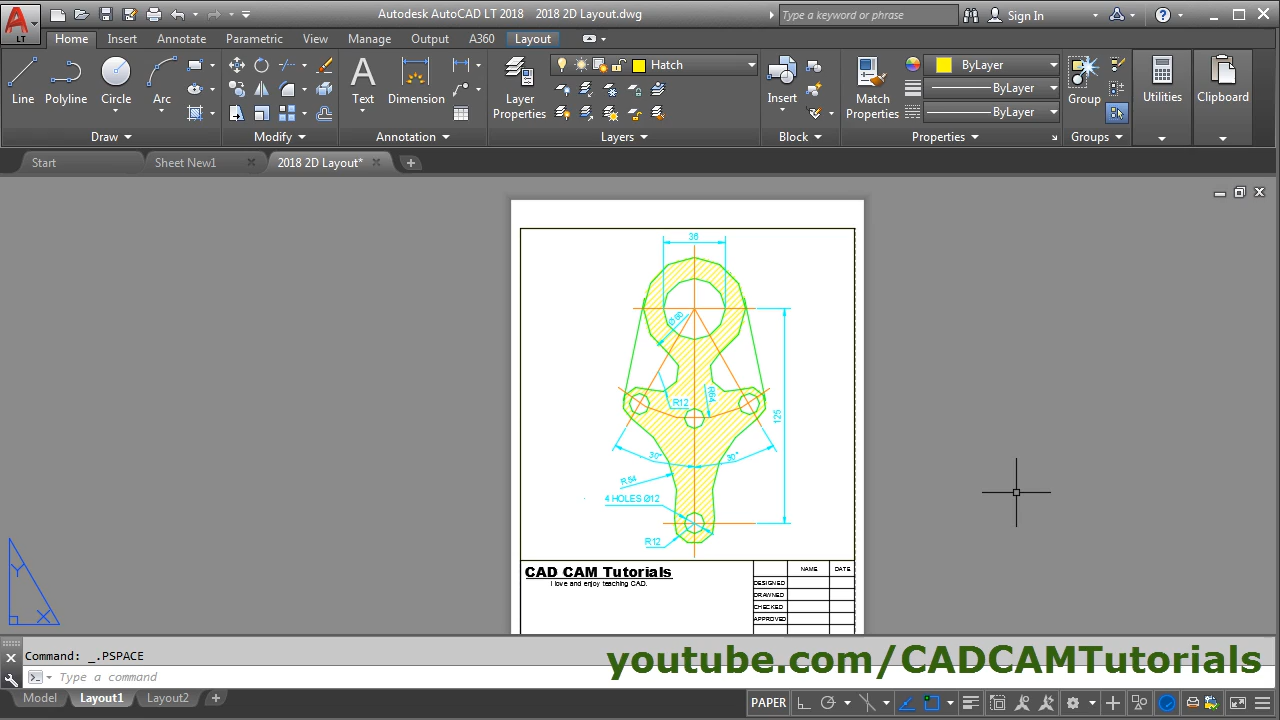 Autodesk AutoCAD LT 2018 2018 2D Layout.dwg
Type a keyword or phrase
Sign In
LT
Home Insert Annotate Parametric View Manage Output A360 Layout
Line Polyline Circle Arc
Text Dimension
Layer Properties
Hatch
Insert
Match Properties
ByLayer
ByLayer
ByLayer
Group
Utilities
Clipboard
Draw Modify Annotation Layers Block Properties Groups
Start Sheet New1 2018 2D Layout*
36
Ø60
R12
R64
125
30°
30°
R54
4 HOLES Ø12
R12
CAD CAM Tutorials
I love and enjoy teaching CAD.
NAME DATE
DESIGNED
DRAWNED
CHECKED
APPROVED
Y
X
Command: _.PSPACE
Type a command
youtube.com/CADCAMTutorials
Model Layout1 Layout2
PAPER